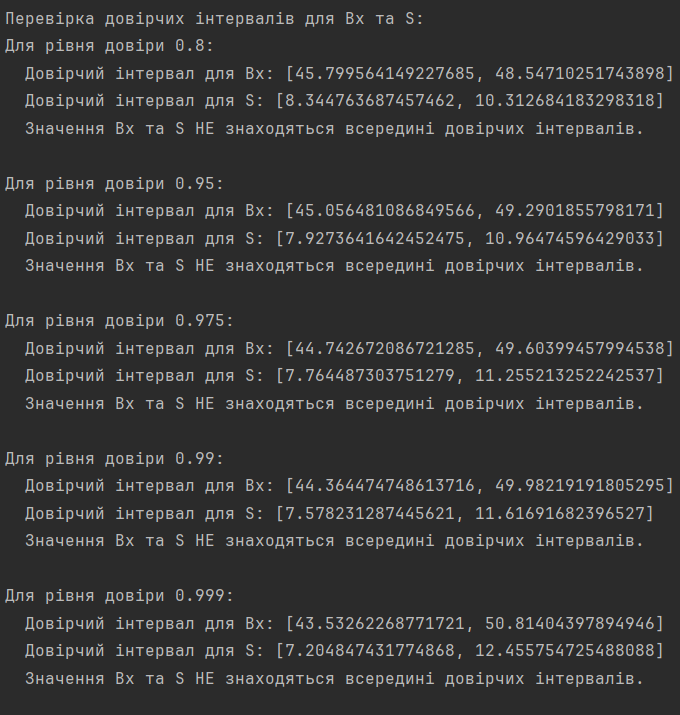 Перевірка довірчих інтервалів для Bx та S:
Для рівня довіри 0.8:
Довірчий інтервал для Bx: [45.799564149227685, 48.54710251743898]
Довірчий інтервал для S: [8.344763687457462, 10.312684183298318]
Значення Bx та S НЕ знаходяться всередині довірчих інтервалів.
Для рівня довіри 0.95:
Довірчий інтервал для Bx: [45.056481086849566, 49.2901855798171]
Довірчий інтервал для S: [7.9273641642452475, 10.96474596429033]
Значення Bx та S НЕ знаходяться всередині довірчих інтервалів.
Для рівня довіри 0.975:
Довірчий інтервал для Bx: [44.742672086721285, 49.60399457994538]
Довірчий інтервал для S: [7.764487303751279, 11.255213252242537]
Значення Bx та S НЕ знаходяться всередині довірчих інтервалів.
Для рівня довіри 0.99:
Довірчий інтервал для Bx: [44.364474748613716, 49.98219191805295]
Довірчий інтервал для S: [7.578231287445621, 11.61691682396527]
Значення Bx та S НЕ знаходяться всередині довірчих інтервалів.
Для рівня довіри 0.999:
Довірчий інтервал для Bx: [43.53262268771721, 50.81404397894946]
Довірчий інтервал для S: [7.204847431774868, 12.455754725488088]
Значення Bx та S НЕ знаходяться всередині довірчих інтервалів.